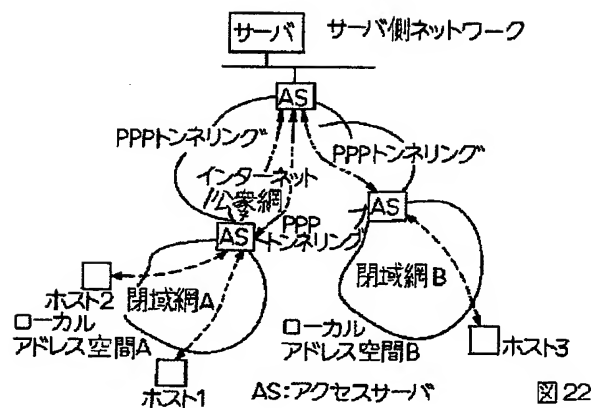 サーバ
サーバ側ネットワーク
AS
PPPトンネリング
PPPトンネリング
インターネット
/公衆網
PPP
トンネリング
AS
AS
ホスト2
閉域網A
閉域網B
ローカル
アドレス空間A
ローカル
アドレス空間B
ホスト3
ホスト1
AS:アクセスサーバ
図22